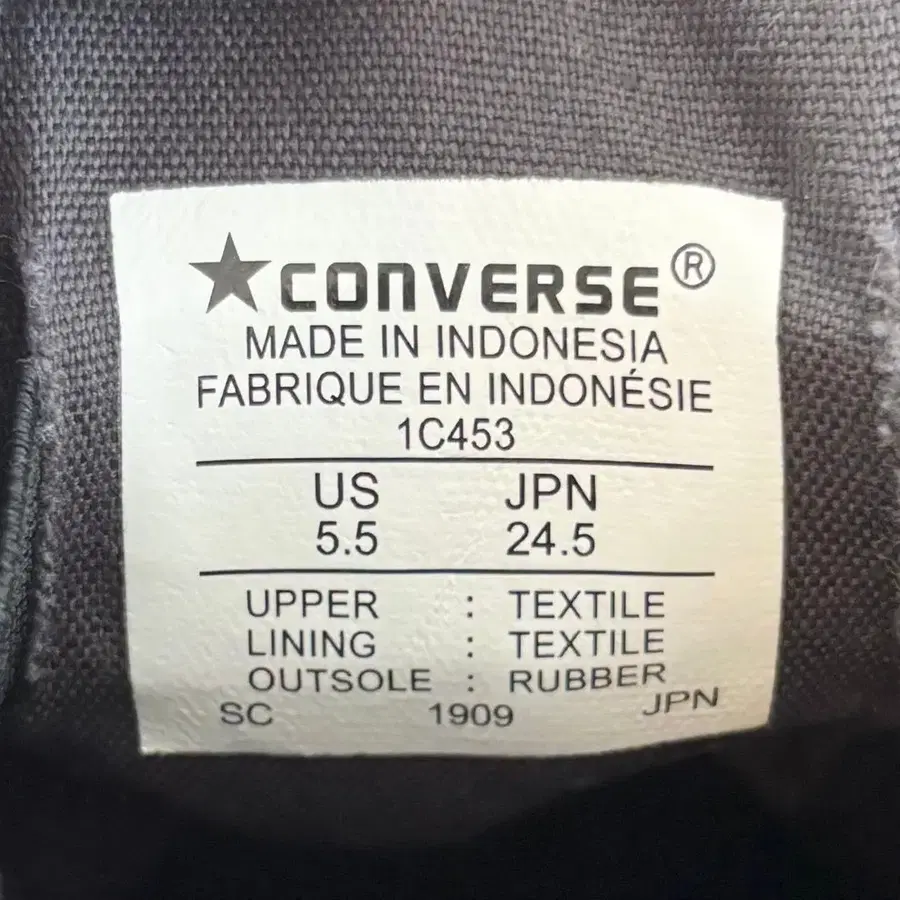 ★CONVERSE®
MADE IN INDONESIA
FABRIQUE EN INDONÉSIE
1C453
US JPN
5.5 24.5
UPPER : TEXTILE
LINING : TEXTILE
OUTSOLE : RUBBER
SC 1909 JPN